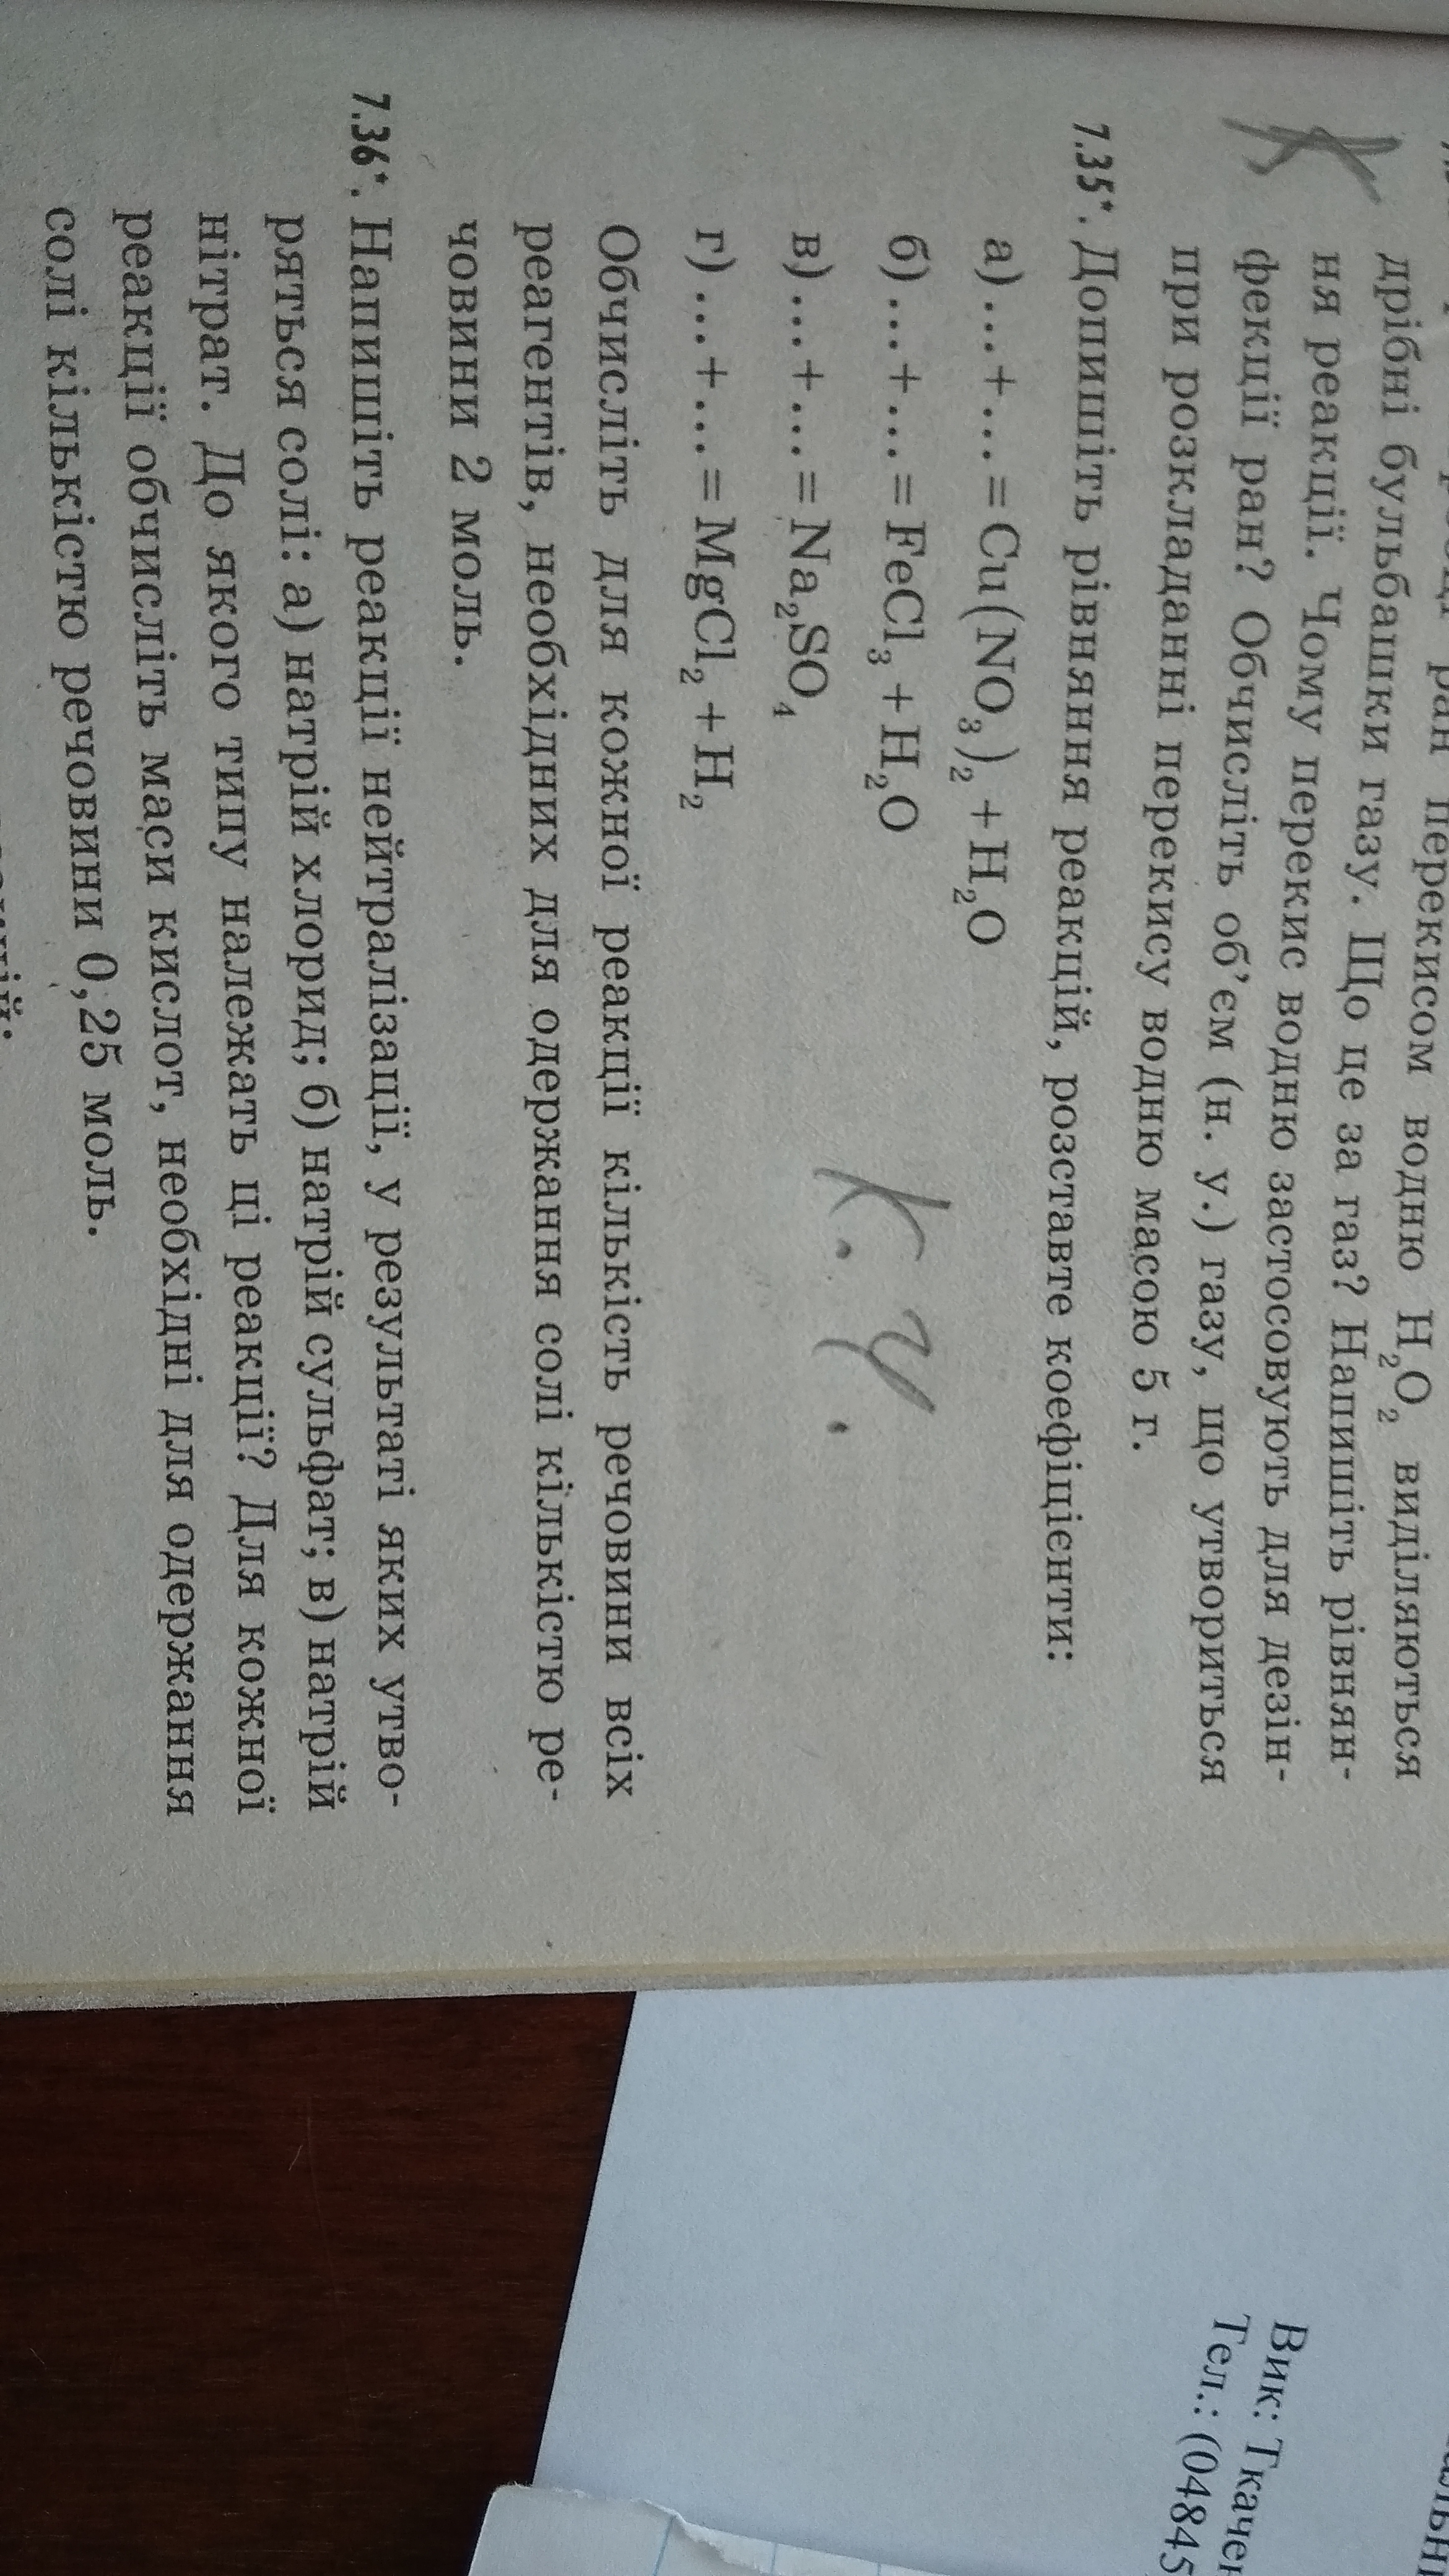 ран перекисом водню H₂O₂ виділяються
дрібні бульбашки газу. Що це за газ? Напишіть рівнян-
ня реакції. Чому перекис водню застосовують для дезін-
фекції ран? Обчисліть об’єм (н. у.) газу, що утвориться
при розкладанні перекису водню масою 5 г.
7.35*. Допишіть рівняння реакцій, розставте коефіцієнти:
а) ...+...=Cu(NO₃)₂+H₂O
б) ...+...=FeCl₃+H₂O
в) ...+...=Na₂SO₄
г) ...+...=MgCl₂+H₂
Обчисліть для кожної реакції кількість речовини всіх
реагентів, необхідних для одержання солі кількістю ре-
човини 2 моль.
7.36*. Напишіть реакції нейтралізації, у результаті яких утво-
ряться солі: а) натрій хлорид; б) натрій сульфат; в) натрій
нітрат. До якого типу належать ці реакції? Для кожної
реакції обчисліть маси кислот, необхідні для одержання
солі кількістю речовини 0,25 моль.
Вик: Ткачен
Тел.: (04845